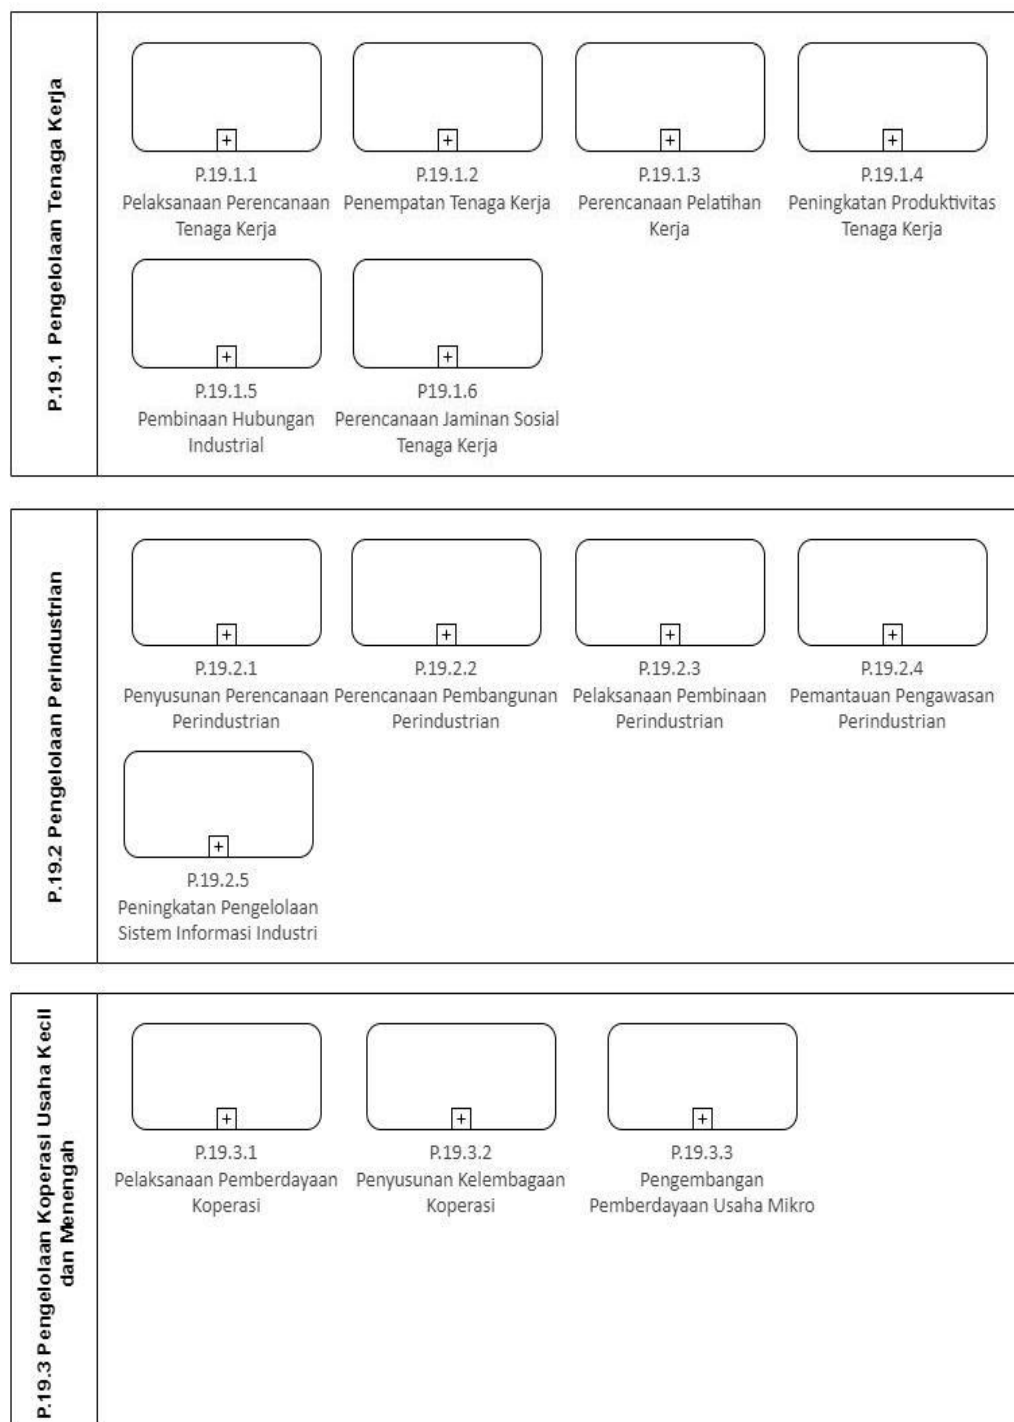 P.19.1 Pengelolaan Tenaga Kerja
P.19.1.1
Pelaksanaan Perencanaan
Tenaga Kerja
P.19.1.2
Penempatan Tenaga Kerja
P.19.1.3
Perencanaan Pelatihan
Kerja
P.19.1.4
Peningkatan Produktivitas
Tenaga Kerja
P.19.1.5
Pembinaan Hubungan
Industrial
P19.1.6
Perencanaan Jaminan Sosial
Tenaga Kerja
P.19.2 Pengelolaan Perindustrian
P.19.2.1
Penyusunan Perencanaan
Perindustrian
P.19.2.2
Perencanaan Pembangunan
Perindustrian
P.19.2.3
Pelaksanaan Pembinaan
Perindustrian
P.19.2.4
Pemantauan Pengawasan
Perindustrian
P.19.2.5
Peningkatan Pengelolaan
Sistem Informasi Industri
P.19.3 Pengelolaan Koperasi Usaha Kecil
dan Menengah
P.19.3.1
Pelaksanaan Pemberdayaan
Koperasi
P.19.3.2
Penyusunan Kelembagaan
Koperasi
P.19.3.3
Pengembangan
Pemberdayaan Usaha Mikro